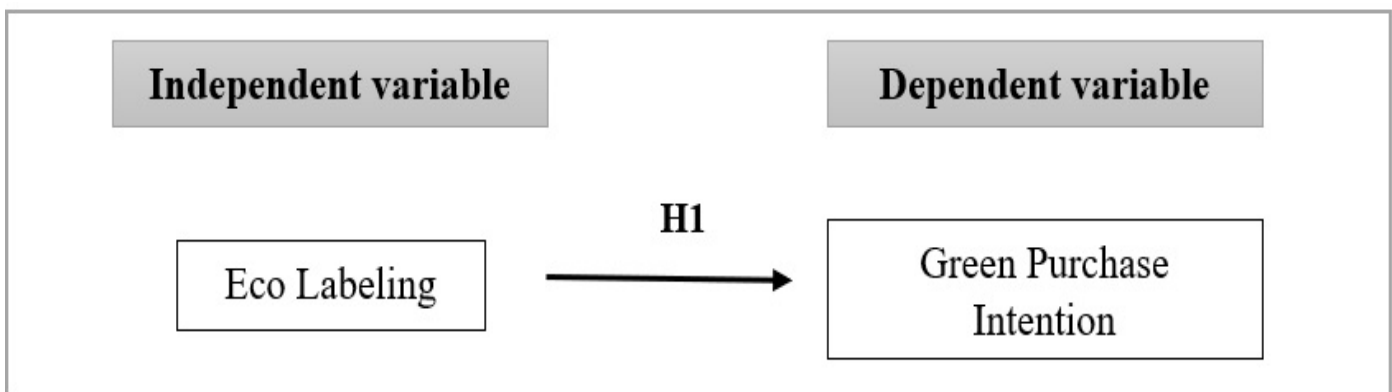 Independent variable
Dependent variable
H1
Eco Labeling
Green Purchase
Intention